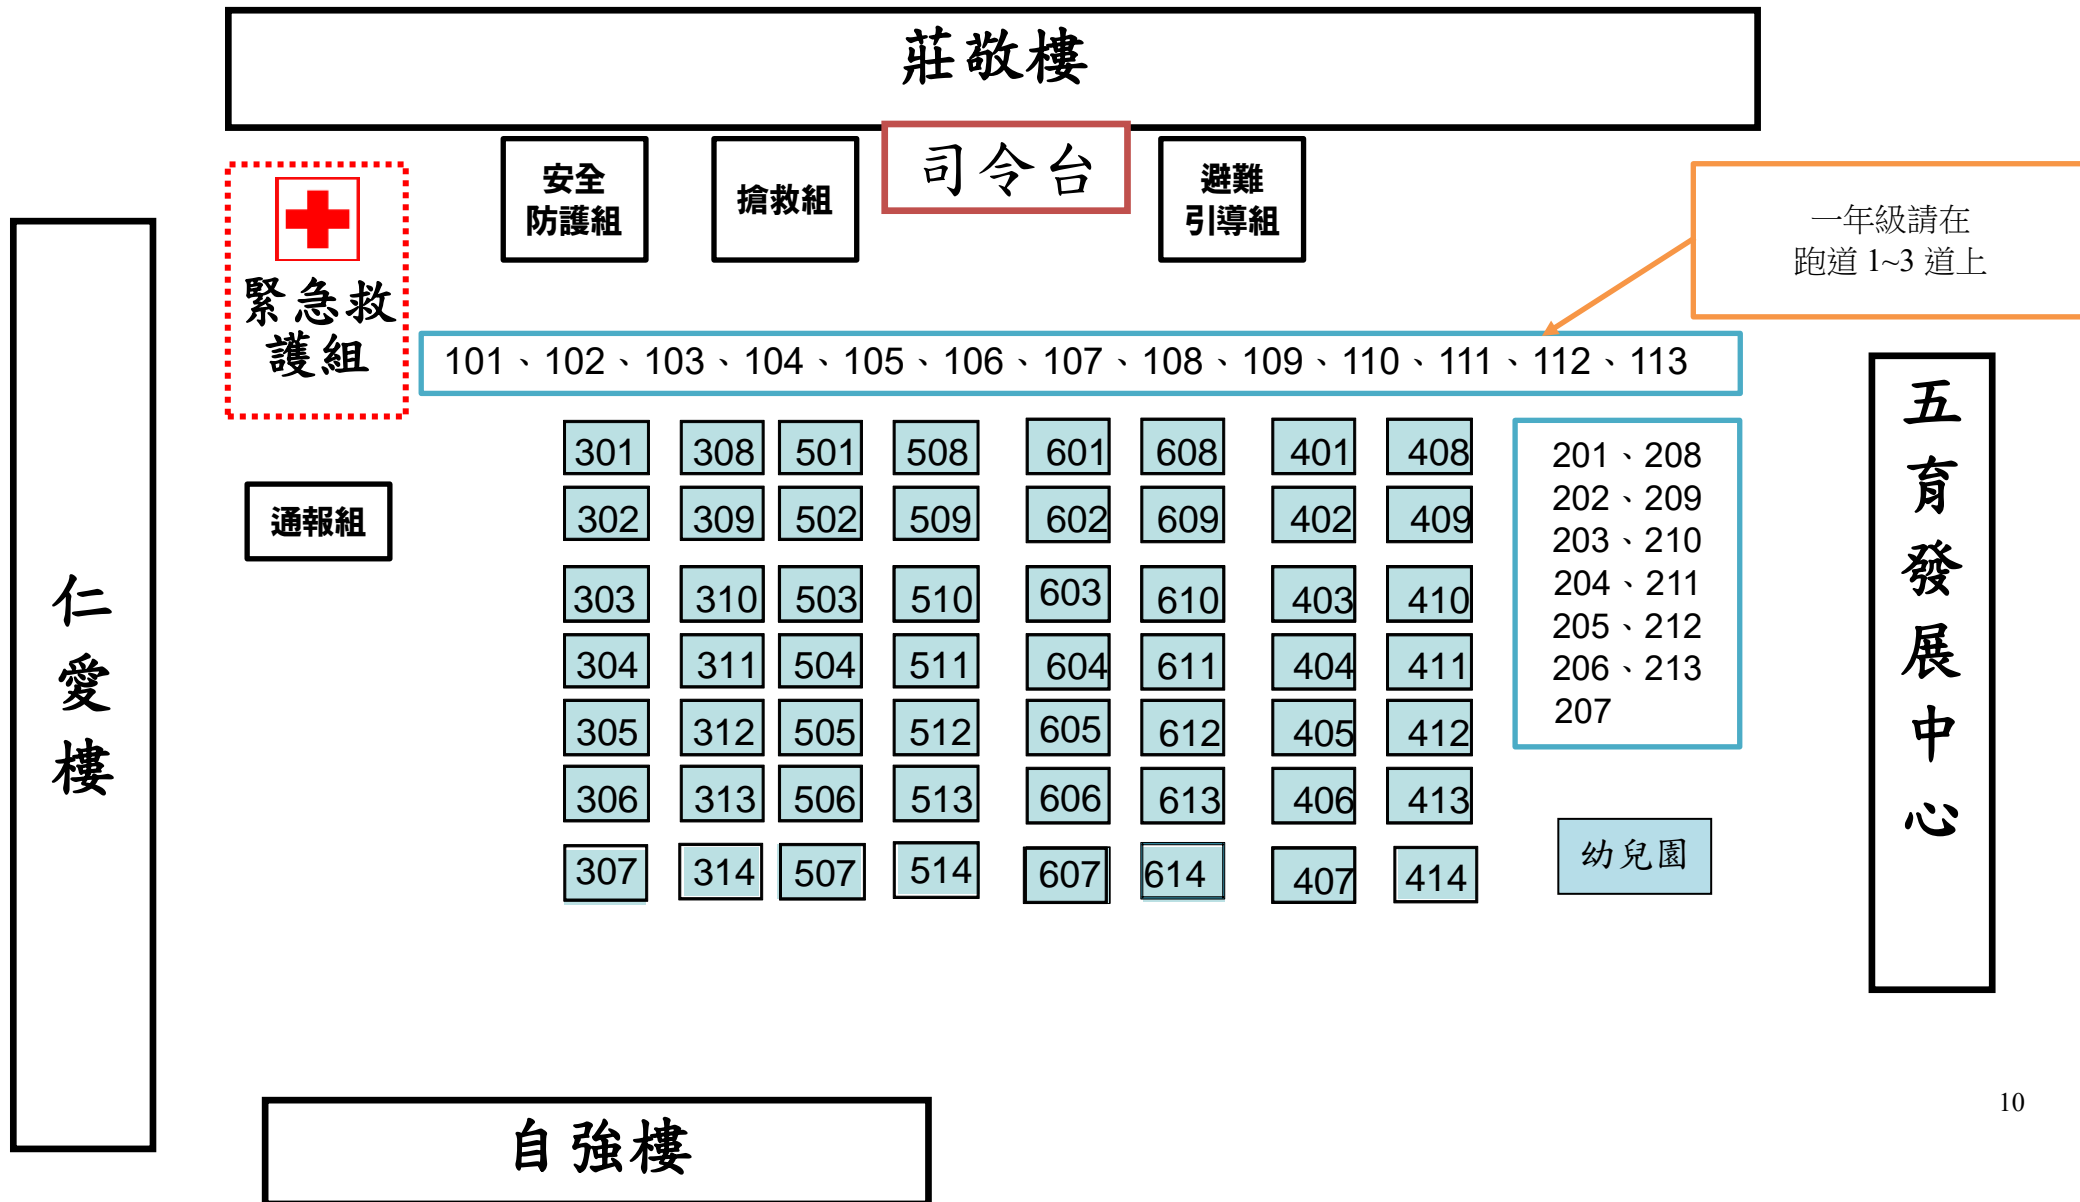 莊敬樓
司令台
安全
防護組
搶救組
避難
引導組
一年級請在
跑道 1~3 道上
緊急救
護組
101、102、103、104、105、106、107、108、109、110、111、112、113
通報組
仁愛樓
301 308 501 508 601 608 401 408
302 309 502 509 602 609 402 409
303 310 503 510 603 610 403 410
304 311 504 511 604 611 404 411
305 312 505 512 605 612 405 412
306 313 506 513 606 613 406 413
307 314 507 514 607 614 407 414
201、208
202、209
203、210
204、211
205、212
206、213
207
幼兒園
五育發展中心
自強樓
10